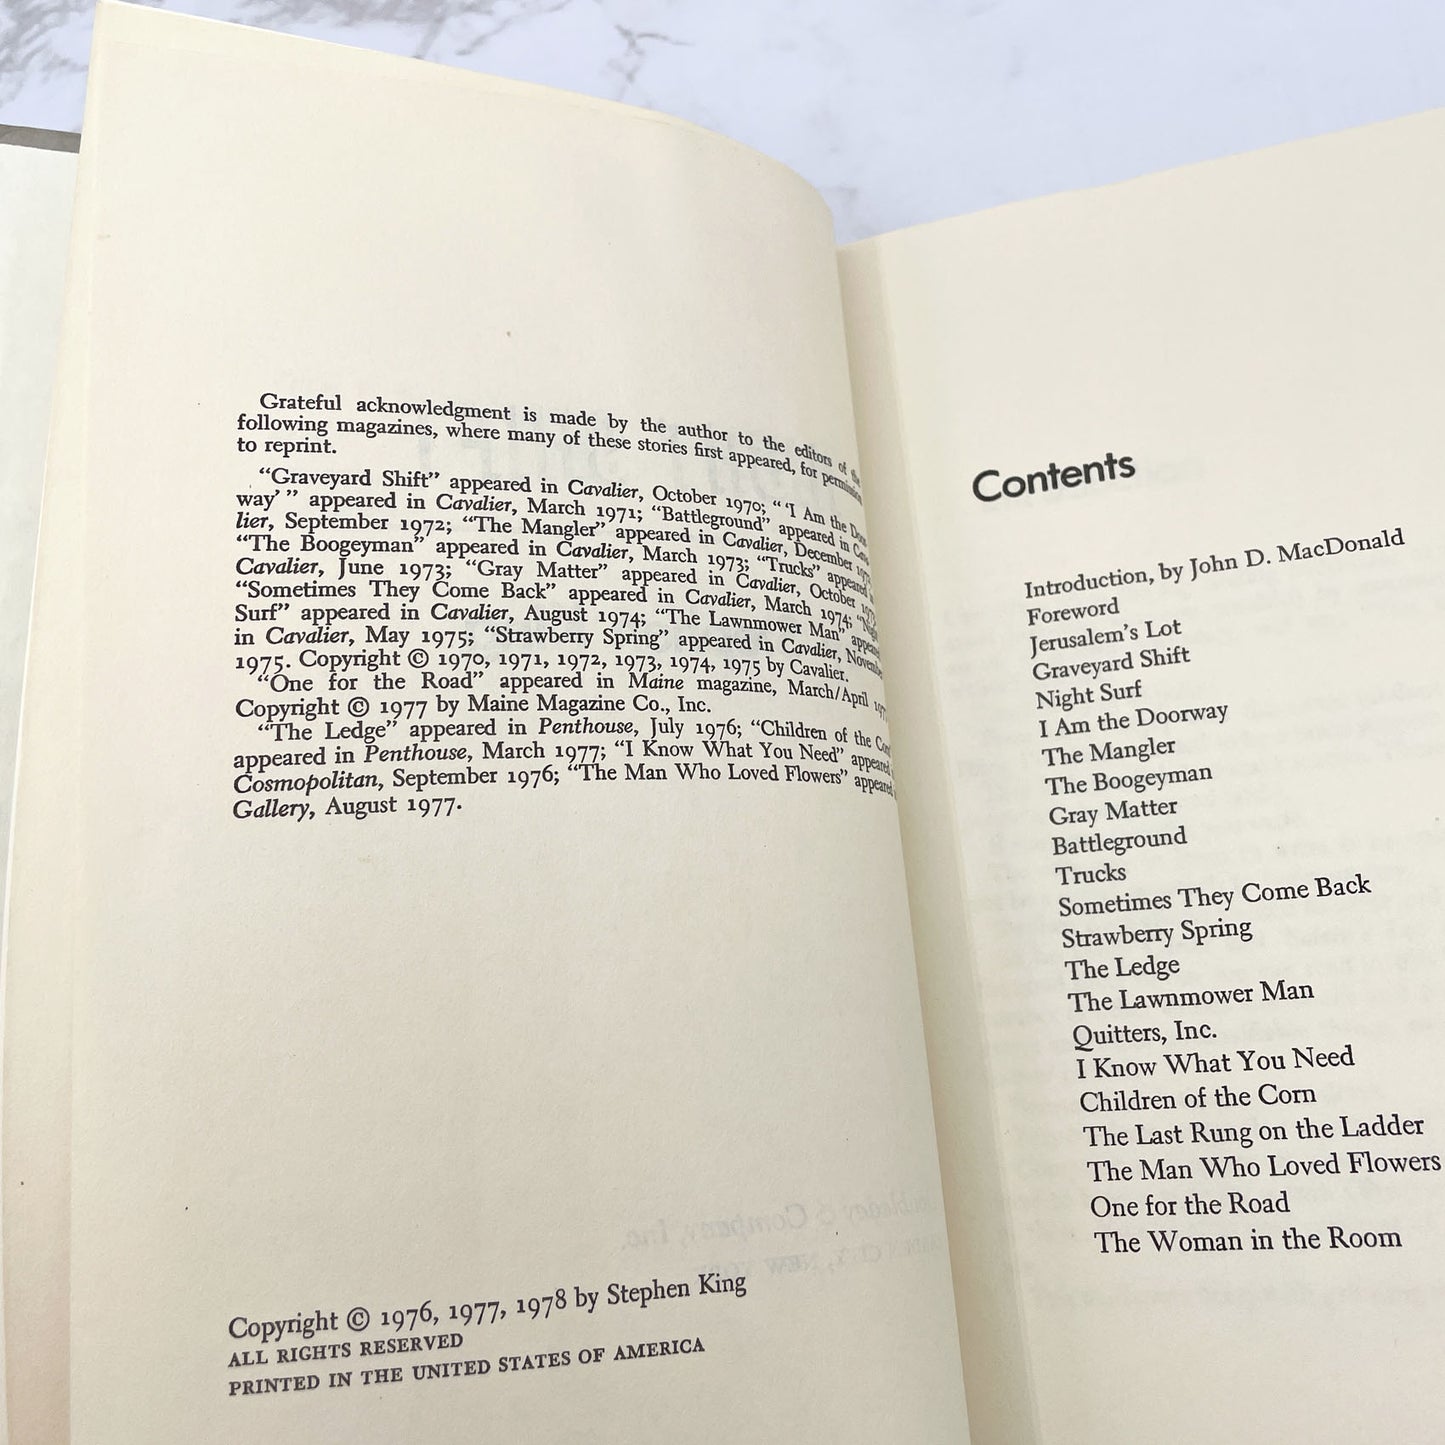 Grateful acknowledgment is made by the author to the editors of the
following magazines, where many of these stories first appeared, for permission
to reprint.
“Graveyard Shift” appeared in Cavalier, October 1970; “ ‘I Am the Door-
way’ ” appeared in Cavalier, March 1971; “Battleground” appeared in Cava-
lier, September 1972; “The Mangler” appeared in Cavalier, December 1972;
“The Boogeyman” appeared in Cavalier, March 1973; “Trucks” appeared in
Cavalier, June 1973; “Gray Matter” appeared in Cavalier, October 1973;
“Sometimes They Come Back” appeared in Cavalier, March 1974; “Night
Surf” appeared in Cavalier, August 1974; “The Lawnmower Man” appeared
in Cavalier, May 1975; “Strawberry Spring” appeared in Cavalier, November
1975. Copyright © 1970, 1971, 1972, 1973, 1974, 1975 by Cavalier.
“One for the Road” appeared in Maine magazine, March/April
Copyright © 1977 by Maine Magazine Co., Inc.
“The Ledge” appeared in Penthouse, July 1976; “Children of the
appeared in Penthouse, March 1977; “I Know What You Need” appeared
Cosmopolitan, September 1976; “The Man Who Loved Flowers” appeared
Gallery, August 1977.
Copyright © 1976, 1977, 1978 by Stephen King
ALL RIGHTS RESERVED
PRINTED IN THE UNITED STATES OF AMERICA
Contents
Introduction, by John D. MacDonald
Foreword
Jerusalem’s Lot
Graveyard Shift
Night Surf
I Am the Doorway
The Mangler
The Boogeyman
Gray Matter
Battleground
Trucks
Sometimes They Come Back
Strawberry Spring
The Ledge
The Lawnmower Man
Quitters, Inc.
I Know What You Need
Children of the Corn
The Last Rung on the Ladder
The Man Who Loved Flowers
One for the Road
The Woman in the Room